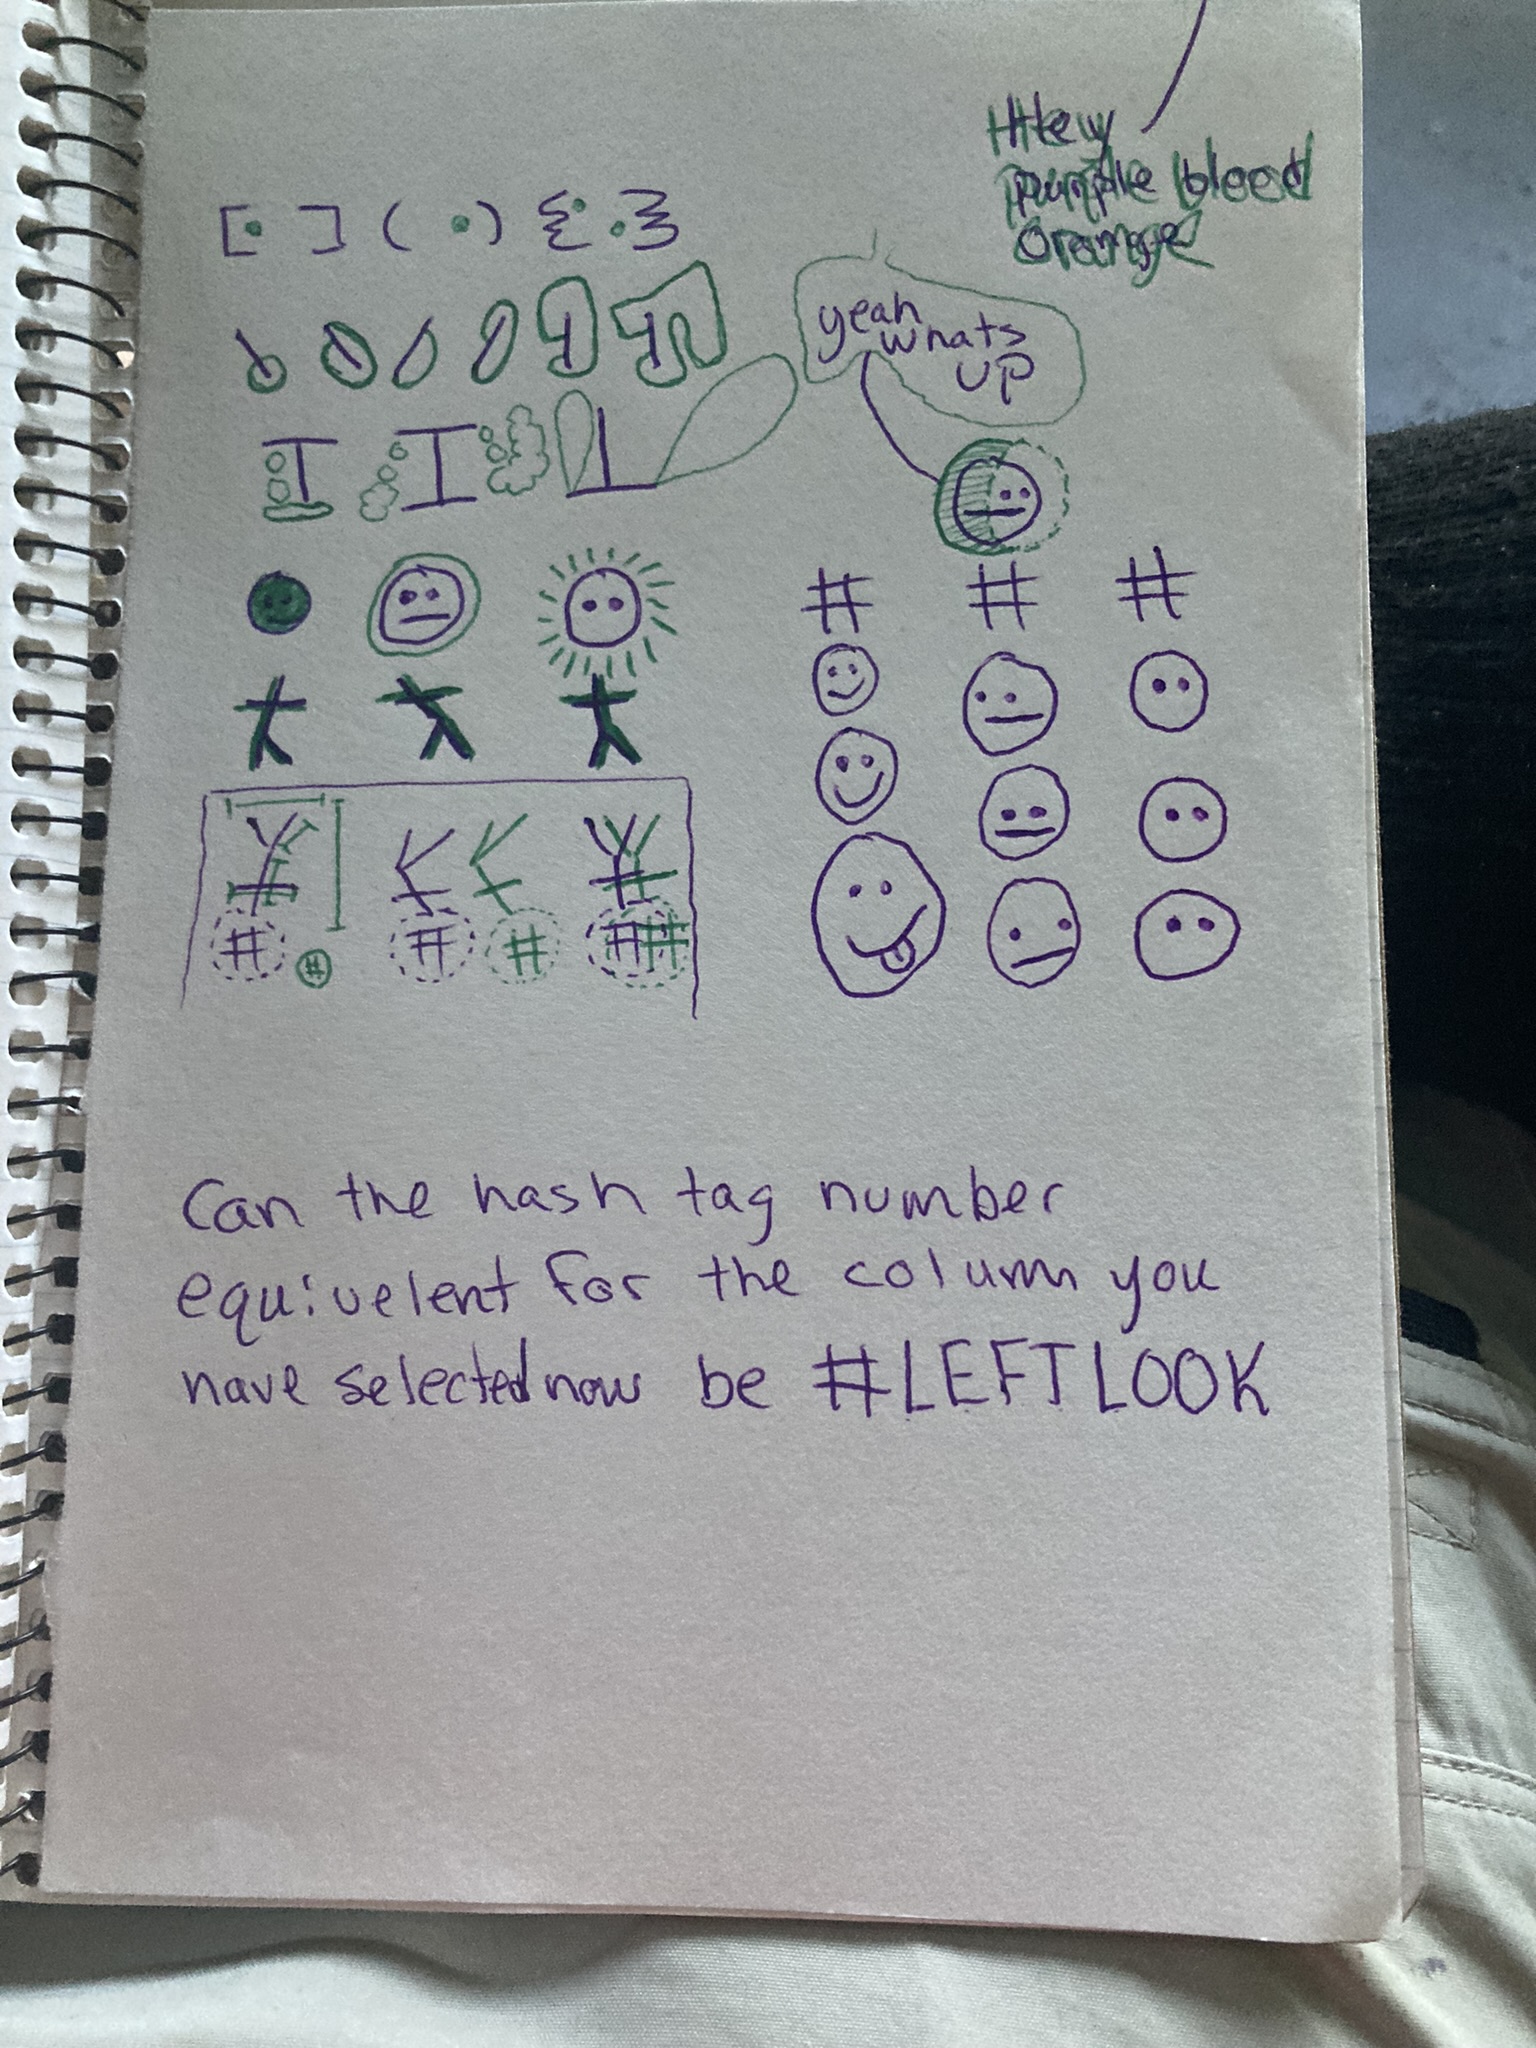 Hey
purple bleed
orange
[ • ] ( • ) { • }
yeah
whats
up
# # #
# # # # #
Can the hash tag number
equivelent for the column you
have selected now be #LEFTLOOK